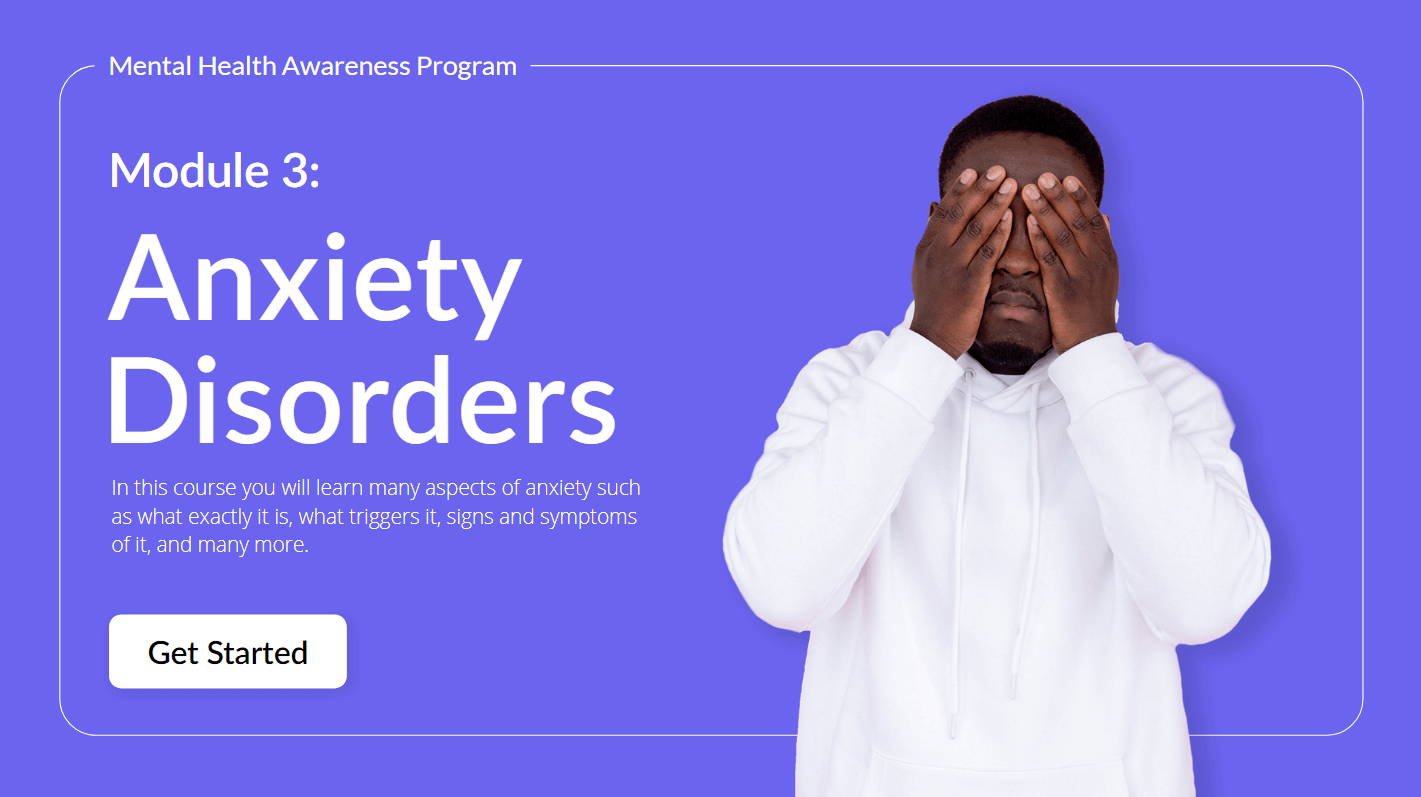 Mental Health Awareness Program
Module 3:
Anxiety
Disorders
In this course you will learn many aspects of anxiety such
as what exactly it is, what triggers it, signs and symptoms
of it, and many more.
Get Started